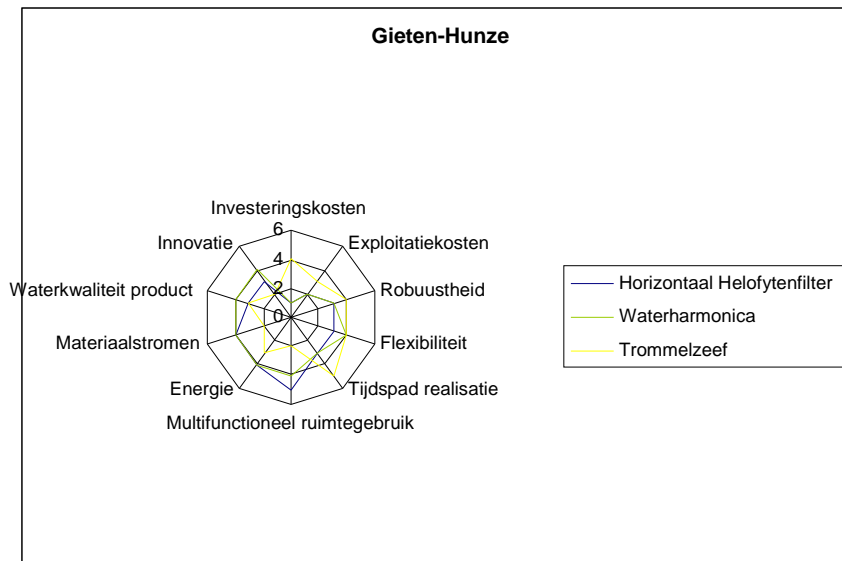 Gieten-Hunze
Investeringskosten
6
Innovatie
Exploitatiekosten
4
Waterkwaliteit product
2
Robuustheid
0
Materiaalstromen
Flexibiliteit
Energie
Tijdspad realisatie
Multifunctioneel ruimtegebruik
Horizontaal Helofytenfilter
Waterharmonica
Trommelzeef